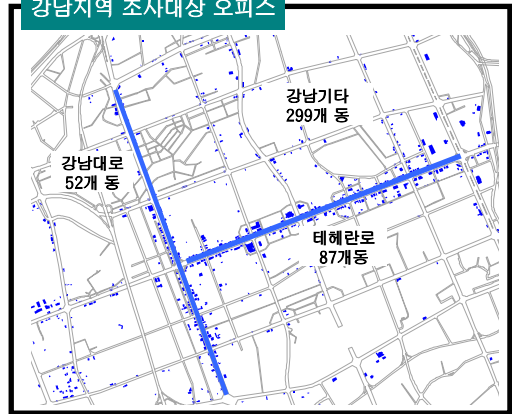 강남지역 조사대상 오피스
강남기타
299개 동
강남대로
52개 동
테헤란로
87개동